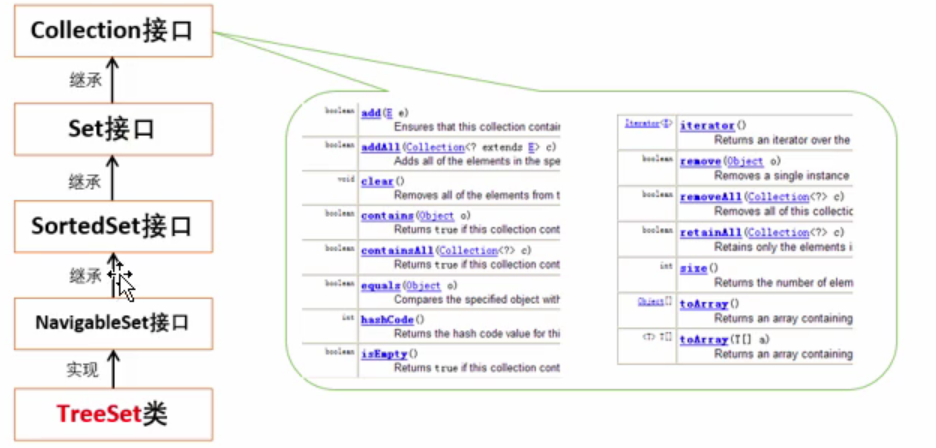 Collection接口
继承
Set接口
继承
SortedSet接口
继承
NavigableSet接口
实现
TreeSet类
boolean add(E e)
Ensures that this collection contain
boolean addAll(Collection<? extends E> c)
Adds all of the elements in the spe
void clear()
Removes all of the elements from t
boolean contains(Object o)
Returns true if this collection cont
boolean containsAll(Collection<?> c)
Returns true if this collection cont
boolean equals(Object o)
Compares the specified object with
int hashCode()
Returns the hash code value for thi
boolean isEmpty()
Returns true if this collection cont
Iterator<E> iterator()
Returns an iterator over the
boolean remove(Object o)
Removes a single instance
boolean removeAll(Collection<?> c)
Removes all of this collectic
boolean retainAll(Collection<?> c)
Retains only the elements i
int size()
Returns the number of elem
Object[] toArray()
Returns an array containing
<T> T[] toArray(T[] a)
Returns an array containing